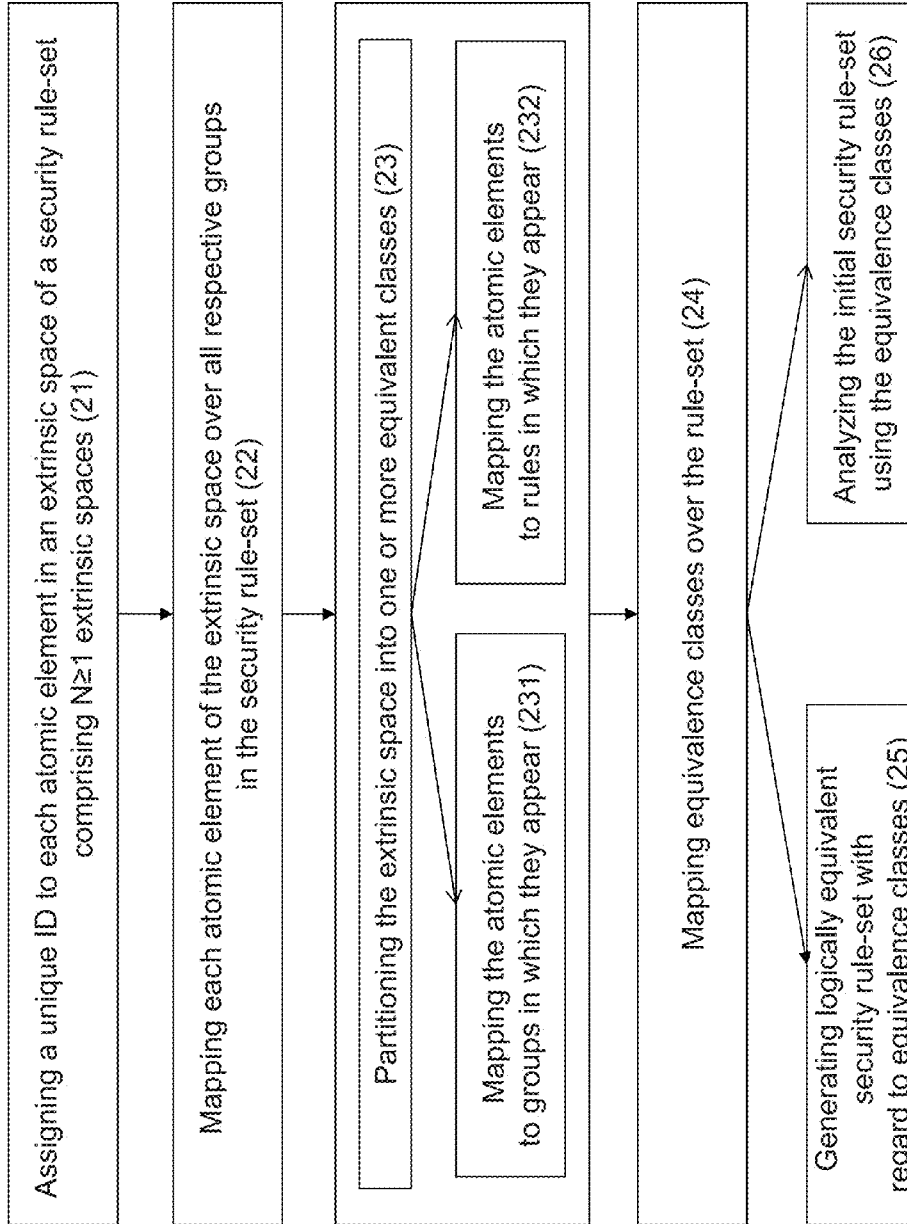 Assigning a unique ID to each atomic element in an extrinsic space of a security rule-set
comprising N≥1 extrinsic spaces (21)
Mapping each atomic element of the extrinsic space over all respective groups
in the security rule-set (22)
Partitioning the extrinsic space into one or more equivalent classes (23)
Mapping the atomic elements
to groups in which they appear (231)
Mapping the atomic elements
to rules in which they appear (232)
Mapping equivalence classes over the rule-set (24)
Generating logically equivalent
security rule-set with
regard to equivalence classes (25)
Analyzing the initial security rule-set
using the equivalence classes (26)